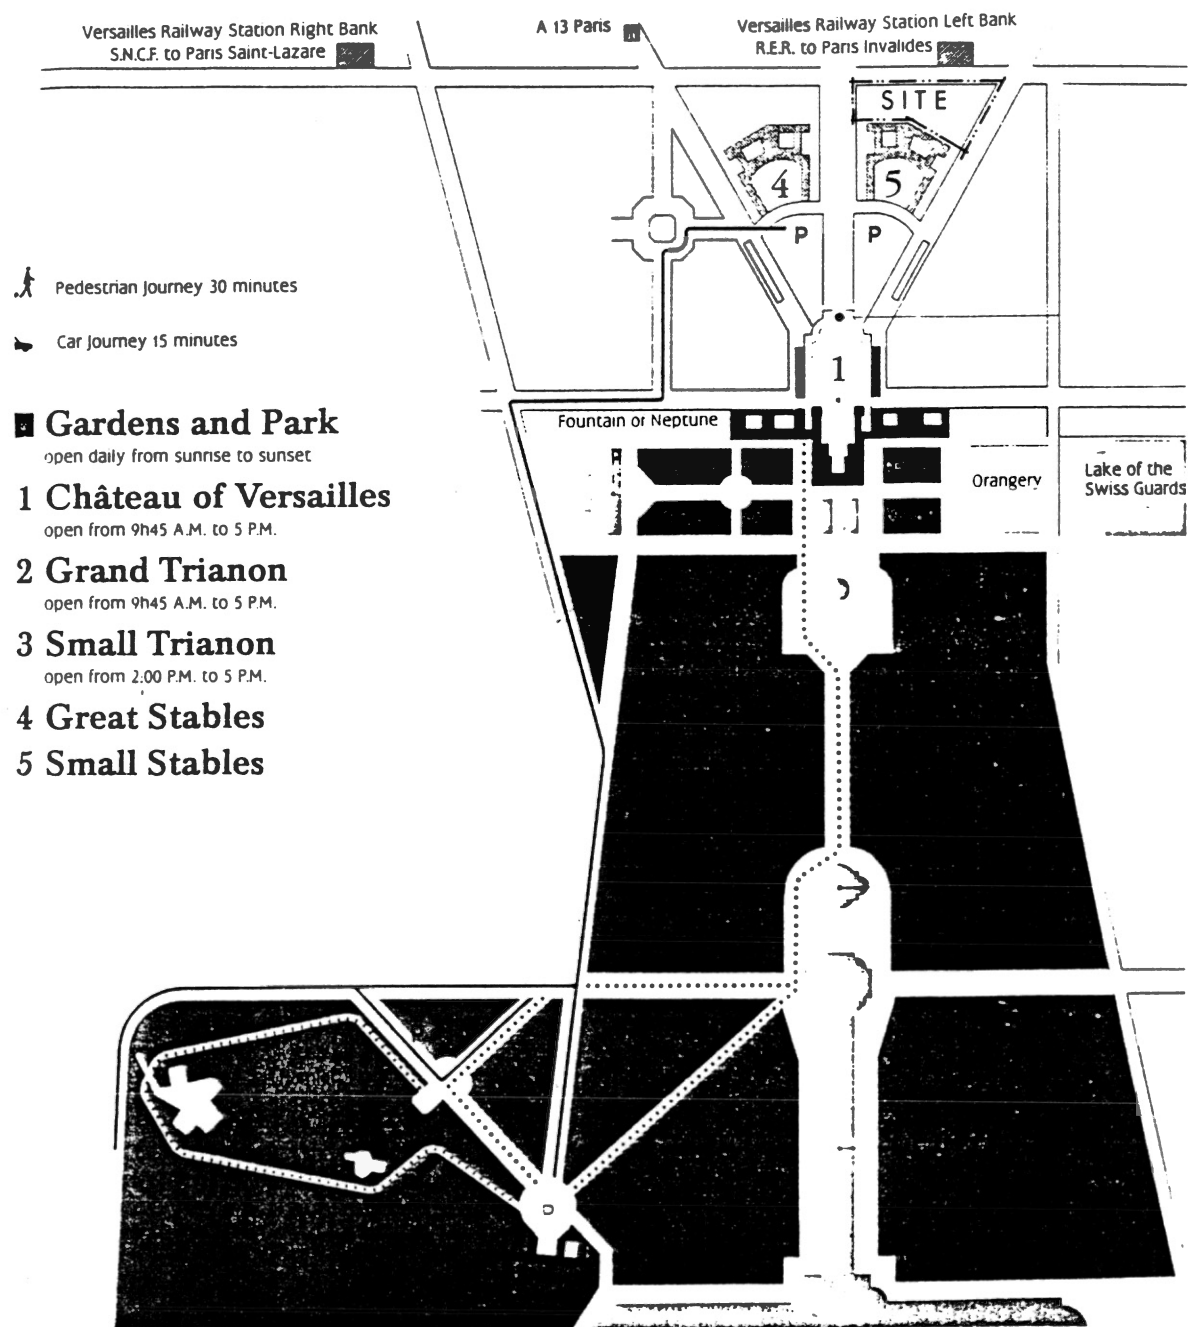 Versailles Railway Station Right Bank
S.N.C.F. to Paris Saint-Lazare
A 13 Paris
Versailles Railway Station Left Bank
R.E.R. to Paris Invalides
SITE
4
5
P
P
Pedestrian Journey 30 minutes
Car Journey 15 minutes
1
Gardens and Park
open daily from sunrise to sunset
Fountain of Neptune
1 Château of Versailles
open from 9h45 A.M. to 5 P.M.
Orangery
Lake of the
Swiss Guards
2 Grand Trianon
open from 9h45 A.M. to 5 P.M.
3 Small Trianon
open from 2:00 P.M. to 5 P.M.
4 Great Stables
5 Small Stables